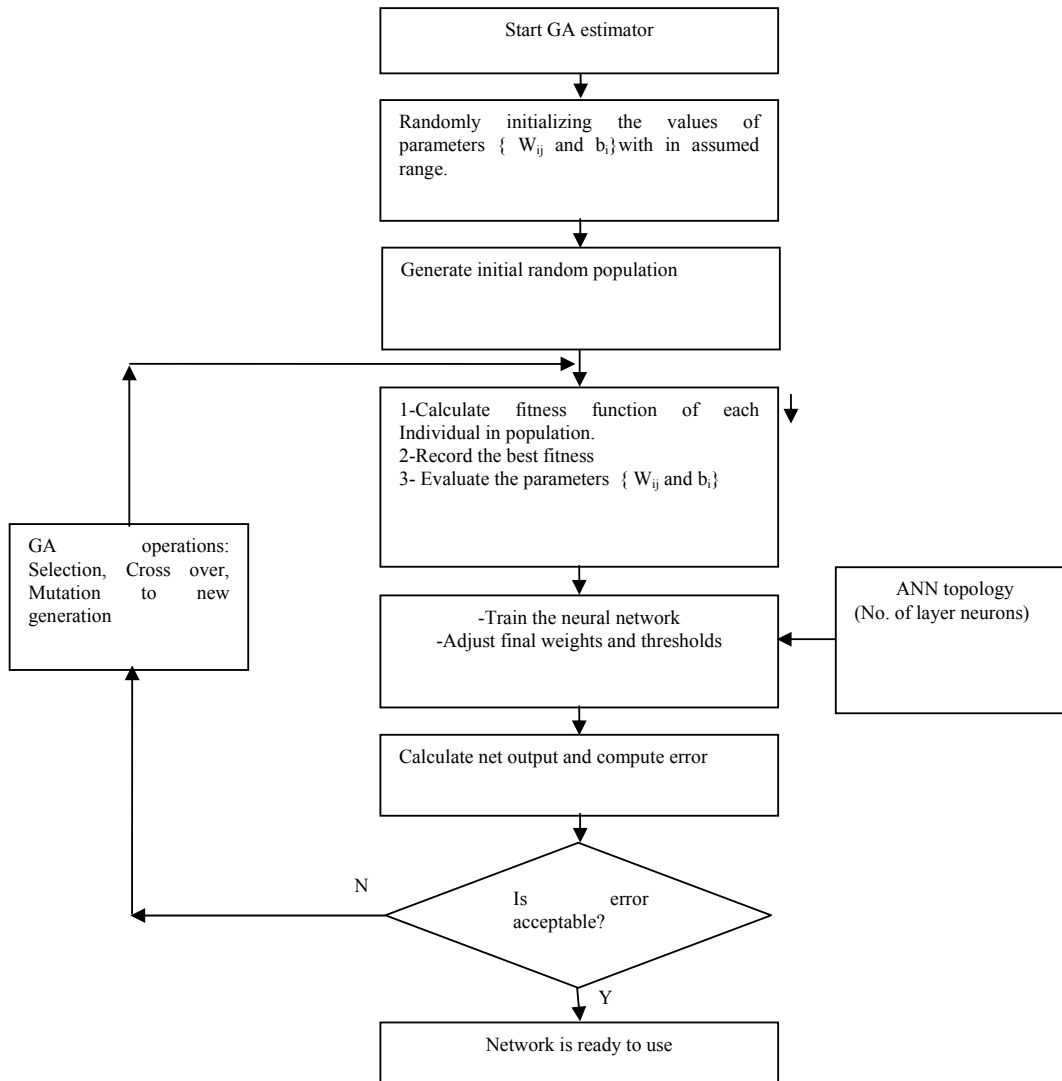 Start GA estimator
Randomly initializing the values of
parameters { Wij and bi}with in assumed
range.
Generate initial random population
1-Calculate fitness function of each
Individual in population.
2-Record the best fitness
3- Evaluate the parameters { Wij and bi}
GA operations:
Selection, Cross over,
Mutation to new
generation
-Train the neural network
-Adjust final weights and thresholds
ANN topology
(No. of layer neurons)
Calculate net output and compute error
N
Is error
acceptable?
Y
Network is ready to use